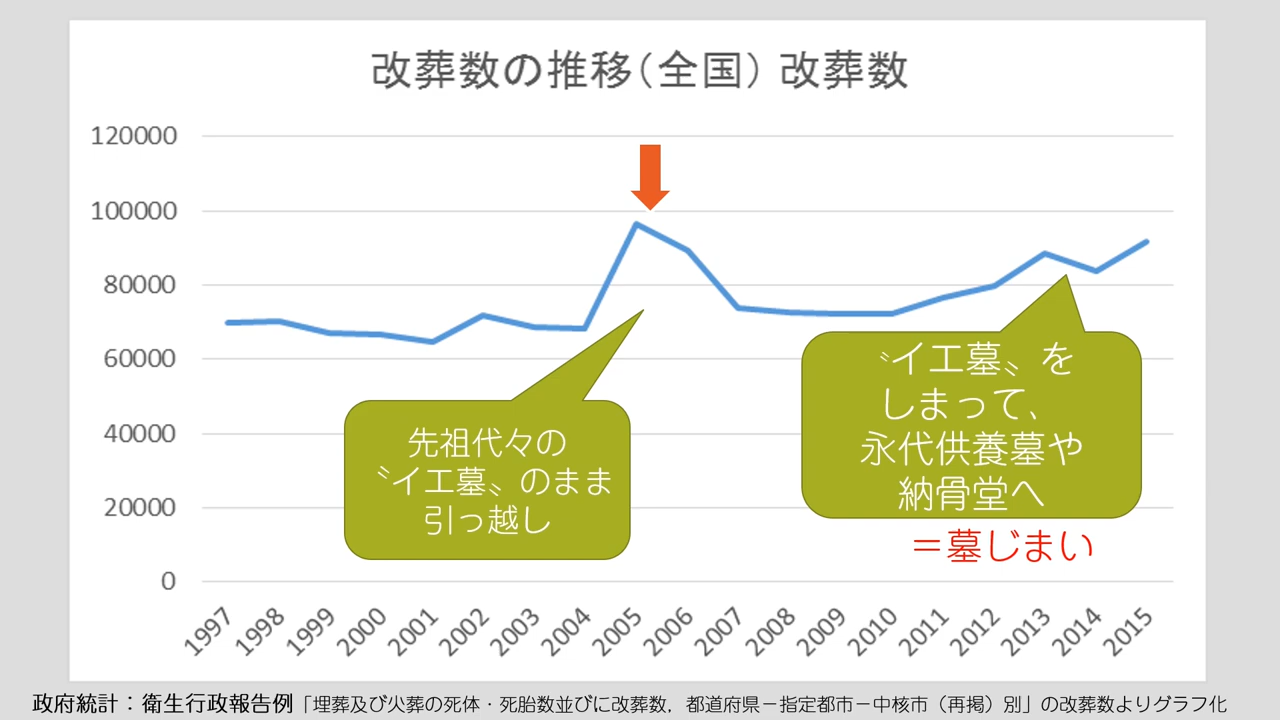 改葬数の推移(全国) 改葬数
120000
100000
80000
60000
40000
20000
0
先祖代々の
〝イエ墓〟のまま
引っ越し
〝イエ墓〟を
しまって、
永代供養墓や
納骨堂へ
＝墓じまい
1997 1998 1999 2000 2001 2002 2003 2004 2005 2006 2007 2008 2009 2010 2011 2012 2013 2014 2015
政府統計：衛生行政報告例「埋葬及び火葬の死体・死胎数並びに改葬数，都道府県－指定都市－中核市（再掲）別」の改葬数よりグラフ化